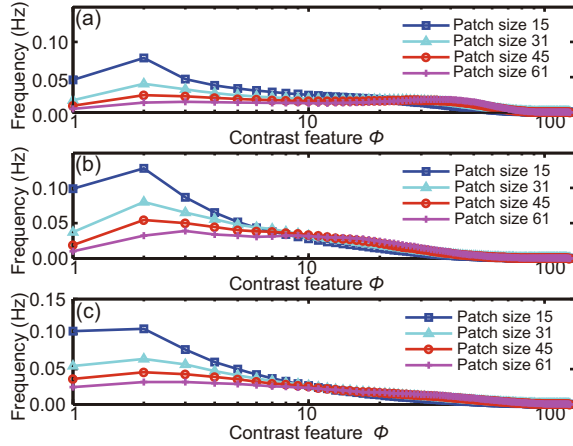 (a)
Frequency (Hz)
0.10
0.05
0.00
Patch size 15
Patch size 31
Patch size 45
Patch size 61
1
10
100
Contrast feature Φ
(b)
Frequency (Hz)
0.10
0.05
0.00
Patch size 15
Patch size 31
Patch size 45
Patch size 61
1
10
100
Contrast feature Φ
(c)
Frequency (Hz)
0.15
0.10
0.05
0.00
Patch size 15
Patch size 31
Patch size 45
Patch size 61
1
10
100
Contrast feature Φ